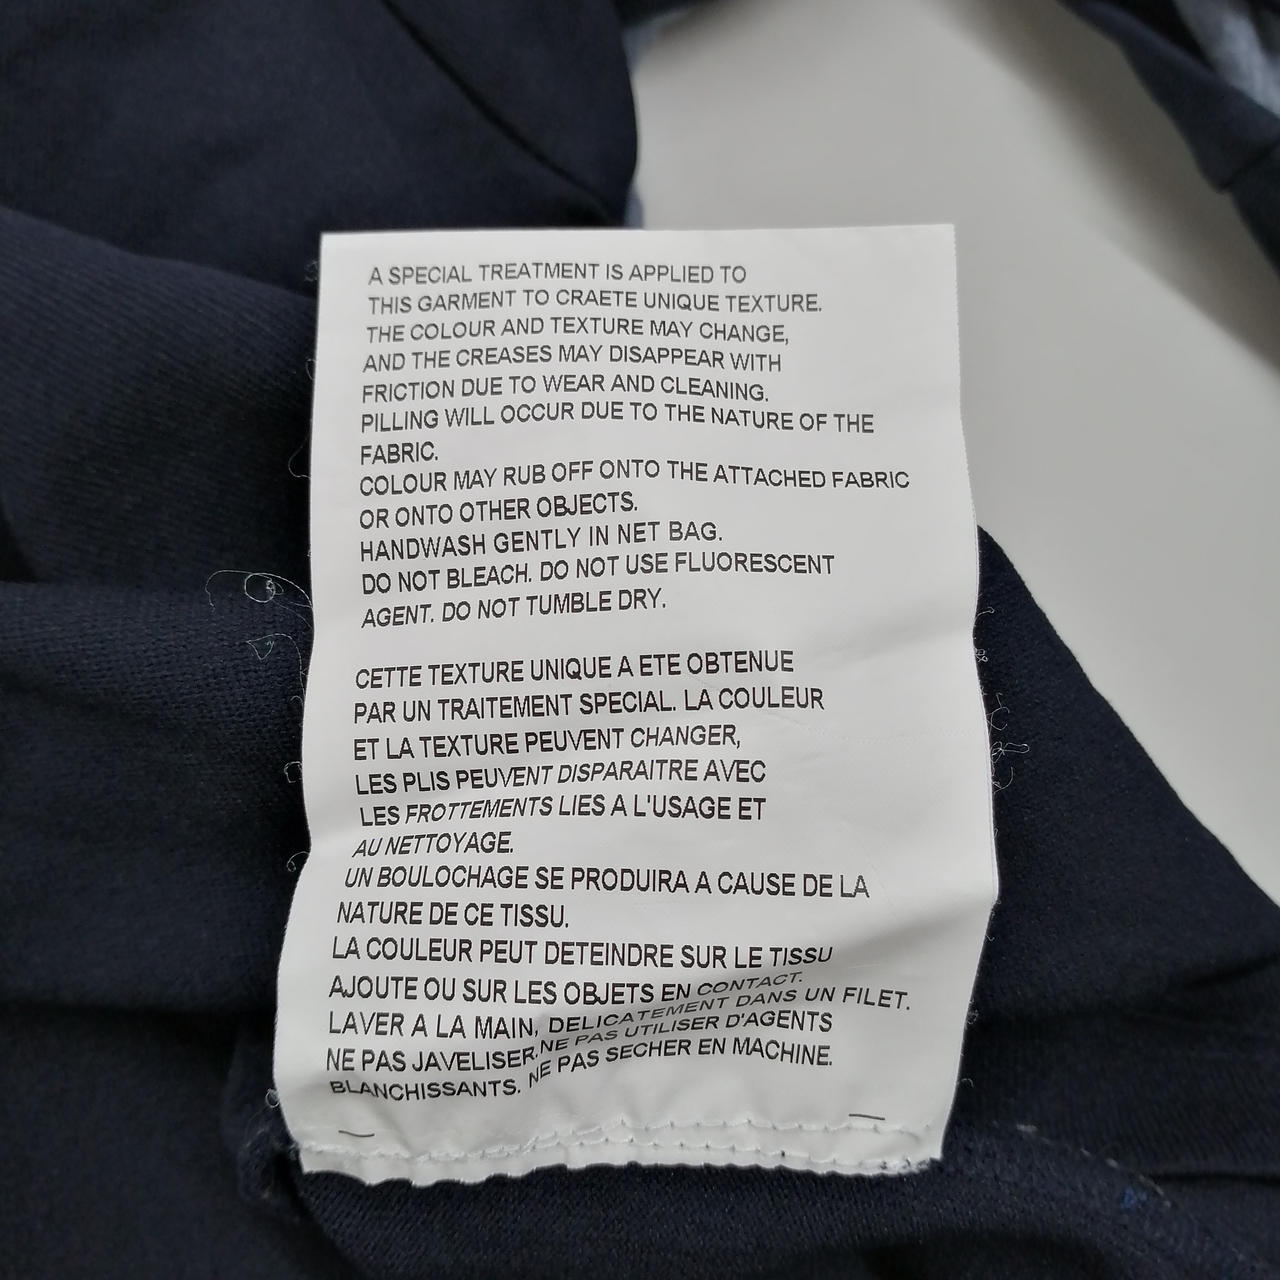 A SPECIAL TREATMENT IS APPLIED TO
THIS GARMENT TO CRAETE UNIQUE TEXTURE.
THE COLOUR AND TEXTURE MAY CHANGE,
AND THE CREASES MAY DISAPPEAR WITH
FRICTION DUE TO WEAR AND CLEANING.
PILLING WILL OCCUR DUE TO THE NATURE OF THE
FABRIC.
COLOUR MAY RUB OFF ONTO THE ATTACHED FABRIC
OR ONTO OTHER OBJECTS.
HANDWASH GENTLY IN NET BAG.
DO NOT BLEACH. DO NOT USE FLUORESCENT
AGENT. DO NOT TUMBLE DRY.
CETTE TEXTURE UNIQUE A ETE OBTENUE
PAR UN TRAITEMENT SPECIAL. LA COULEUR
ET LA TEXTURE PEUVENT CHANGER,
LES PLIS PEUVENT DISPARAITRE AVEC
LES FROTTEMENTS LIES A L'USAGE ET
AU NETTOYAGE.
UN BOULOCHAGE SE PRODUIRA A CAUSE DE LA
NATURE DE CE TISSU.
LA COULEUR PEUT DETEINDRE SUR LE TISSU
AJOUTE OU SUR LES OBJETS EN CONTACT.
LAVER A LA MAIN, DELICATEMENT DANS UN FILET.
NE PAS JAVELISER. NE PAS UTILISER D'AGENTS
BLANCHISSANTS. NE PAS SECHER EN MACHINE.